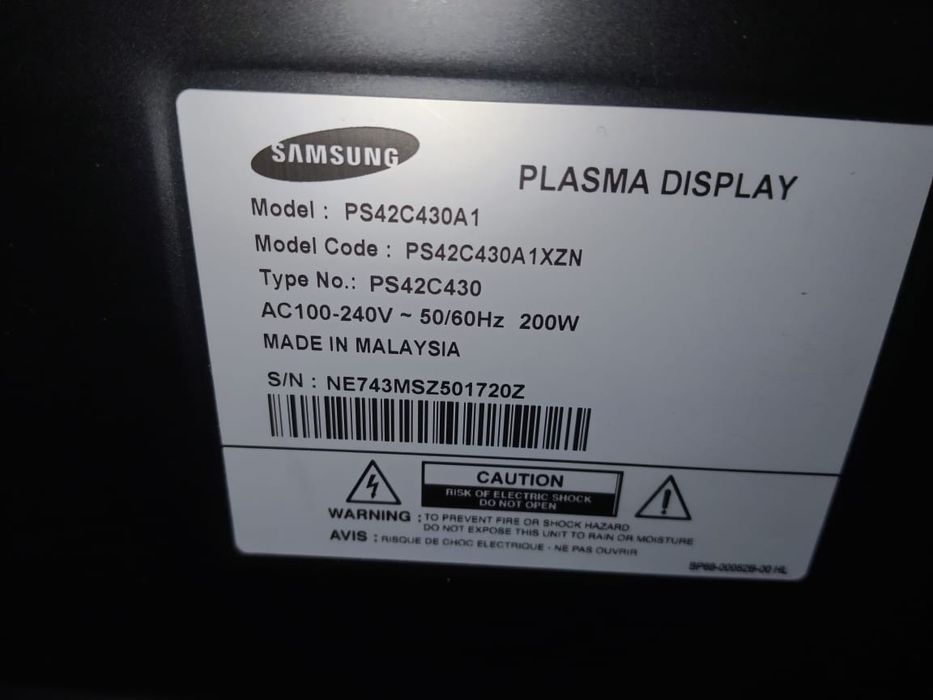 SAMSUNG
PLASMA DISPLAY
Model : PS42C430A1
Model Code : PS42C430A1XZN
Type No.: PS42C430
AC100-240V ~ 50/60Hz 200W
MADE IN MALAYSIA
S/N : NE743MSZ501720Z
CAUTION
RISK OF ELECTRIC SHOCK
DO NOT OPEN
WARNING : TO PREVENT FIRE OR SHOCK HAZARD
DO NOT EXPOSE THIS UNIT TO RAIN OR MOISTURE
AVIS : RISQUE DE CHOC ELECTRIQUE - NE PAS OUVRIR